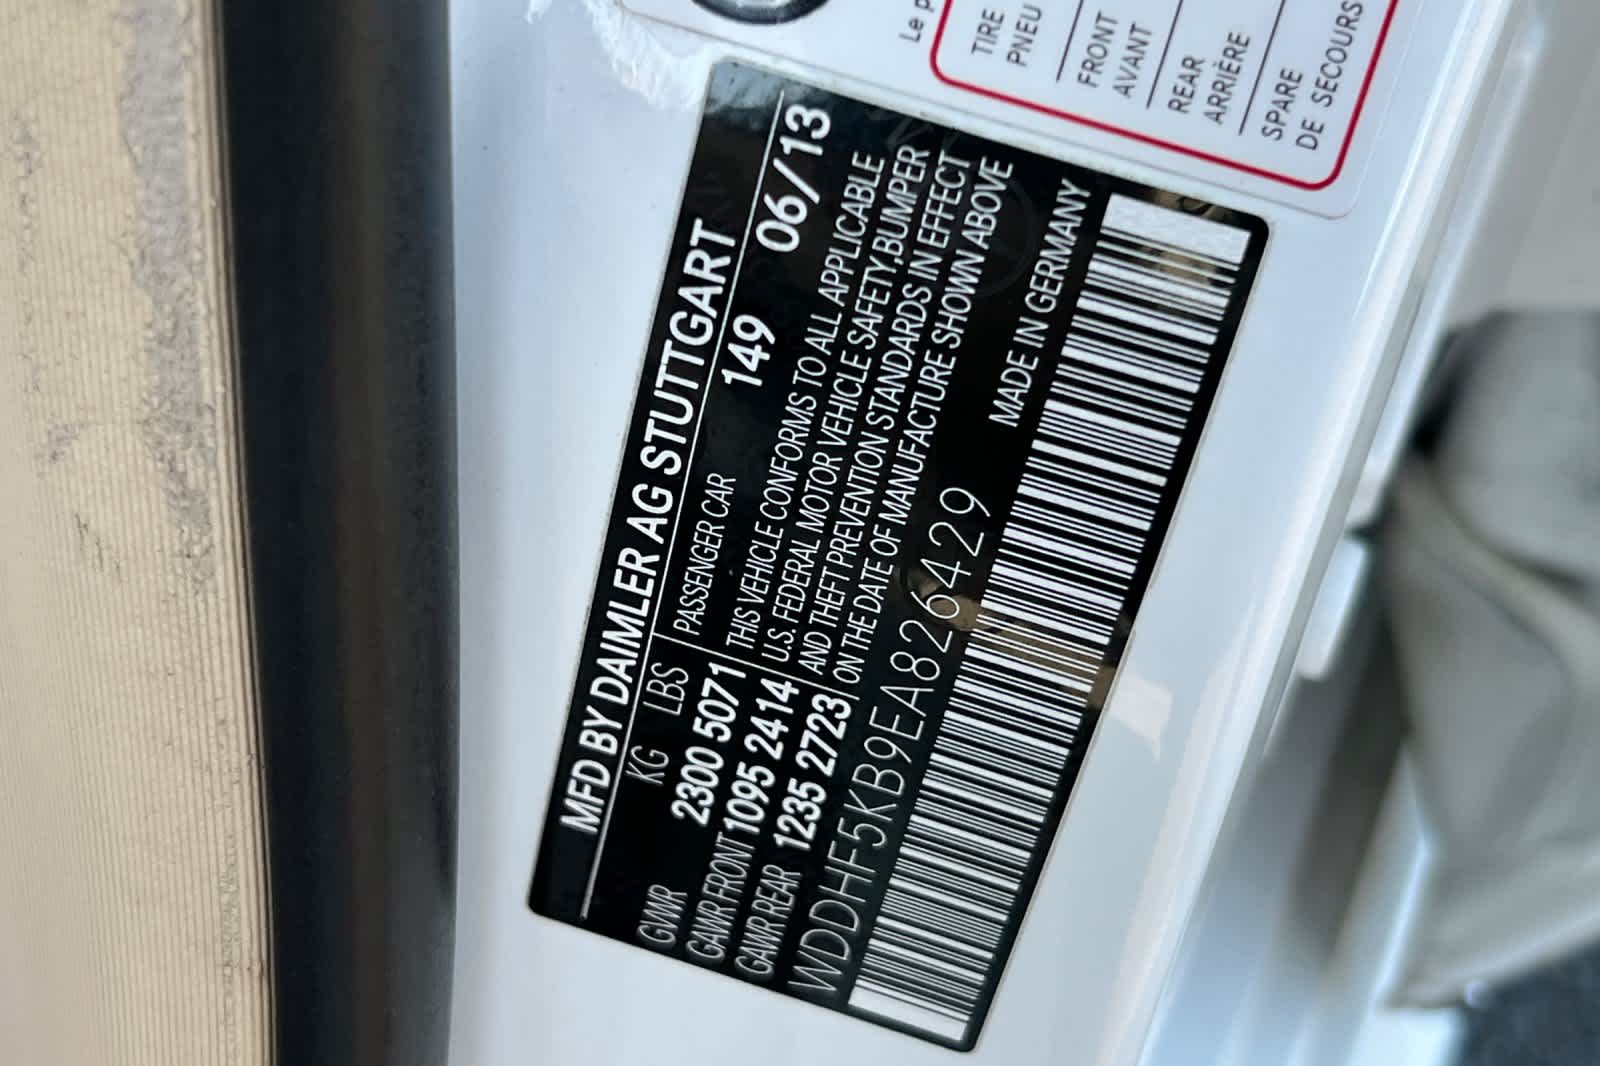 MFD BY DAIMLER AG STUTTGART
KG LBS PASSENGER CAR 149 06/13
GVWR 2300 5071 THIS VEHICLE CONFORMS TO ALL APPLICABLE
GAWR FRONT 1095 2414 U.S. FEDERAL MOTOR VEHICLE SAFETY,BUMPER
GAWR REAR 1235 2723 AND THEFT PREVENTION STANDARDS IN EFFECT
ON THE DATE OF MANUFACTURE SHOWN ABOVE
WDDHF5KB9EA826429 MADE IN GERMANY
Le
TIRE
PNEU
FRONT
AVANT
REAR
ARRIÈRE
SPARE
DE SECOURS